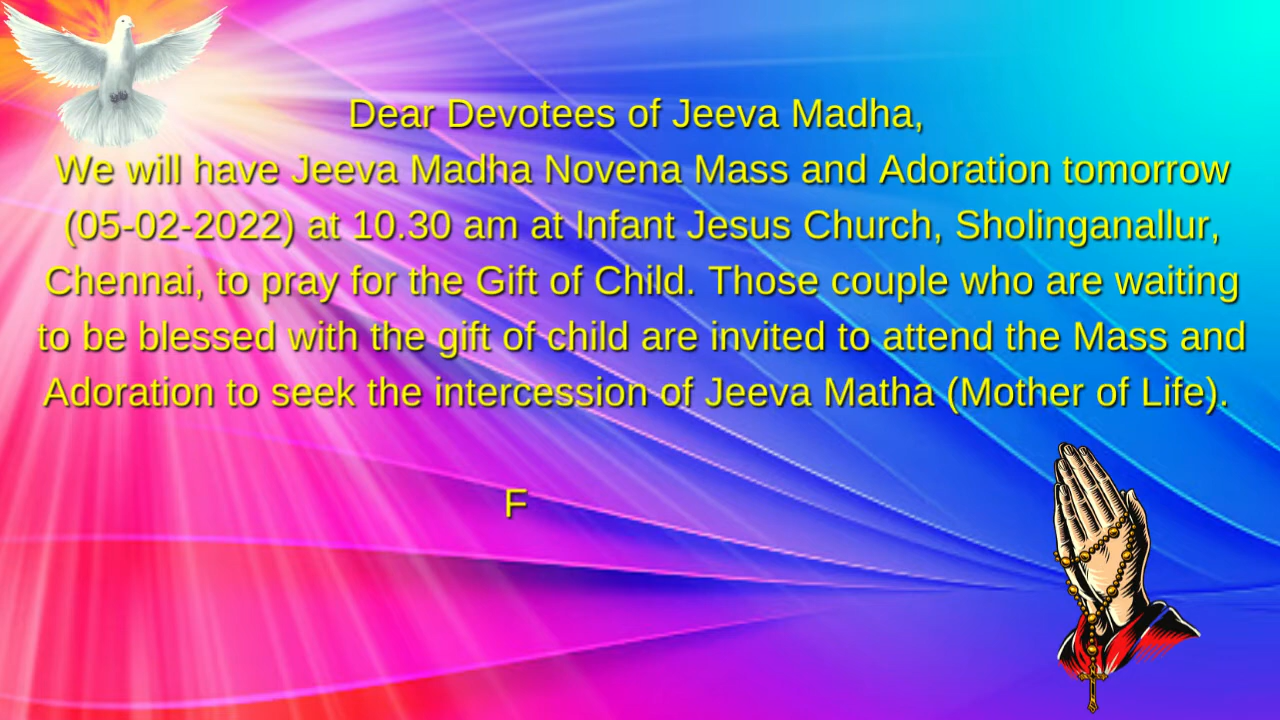 Dear Devotees of Jeeva Madha,
We will have Jeeva Madha Novena Mass and Adoration tomorrow
(05-02-2022) at 10.30 am at Infant Jesus Church, Sholinganallur,
Chennai, to pray for the Gift of Child. Those couple who are waiting
to be blessed with the gift of child are invited to attend the Mass and
Adoration to seek the intercession of Jeeva Matha (Mother of Life).
F